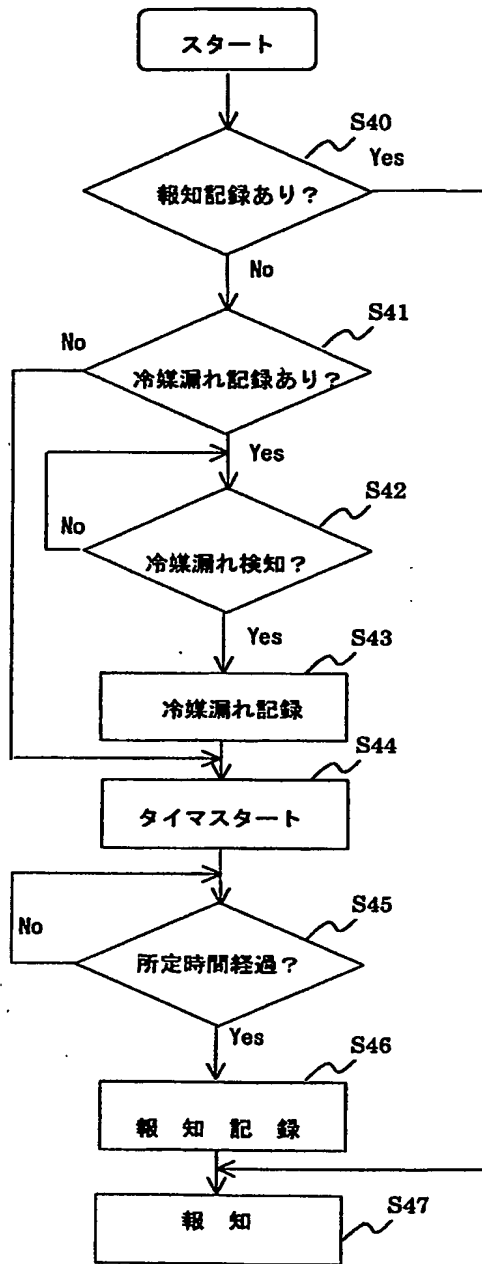 スタート
S40
Yes
報知記録あり？
No
S41
No
冷媒漏れ記録あり？
Yes
S42
No
冷媒漏れ検知？
Yes
S43
冷媒漏れ記録
S44
タイマスタート
S45
No
所定時間経過？
Yes
S46
報 知 記 録
報 知
S47